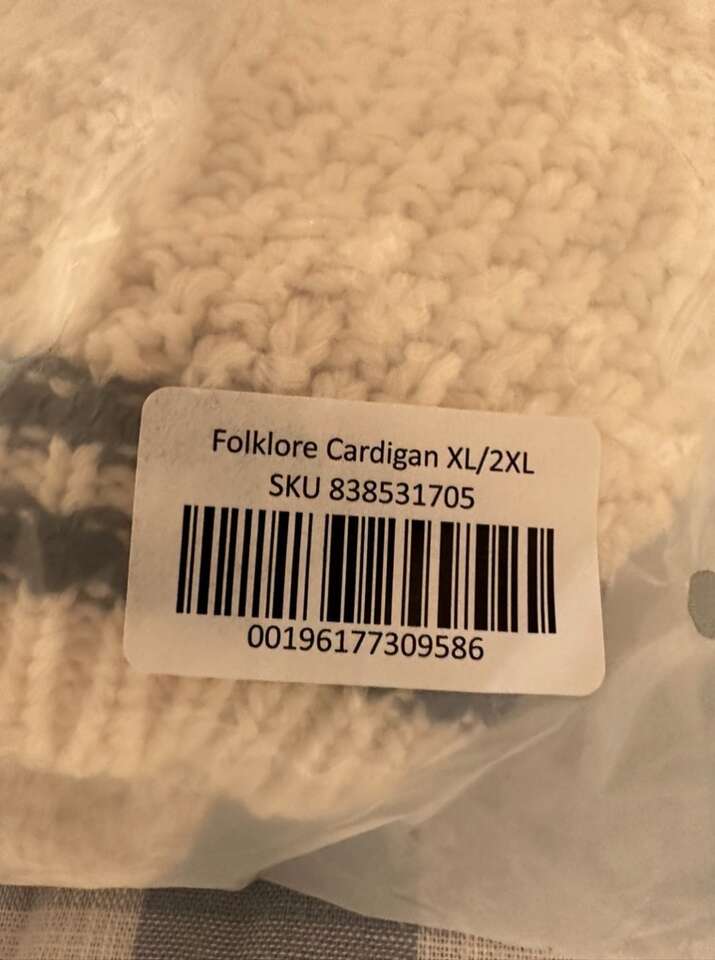 Folklore Cardigan XL/2XL
SKU 838531705
00196177309586